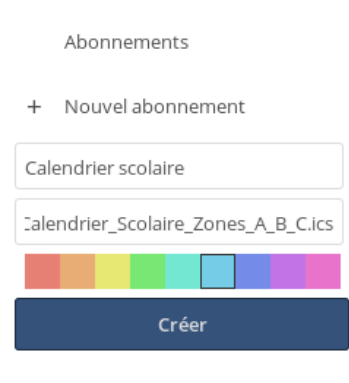 Abonnements
+ Nouvel abonnement
Calendrier scolaire
Calendrier_Scolaire_Zones_A_B_C.ics
Créer